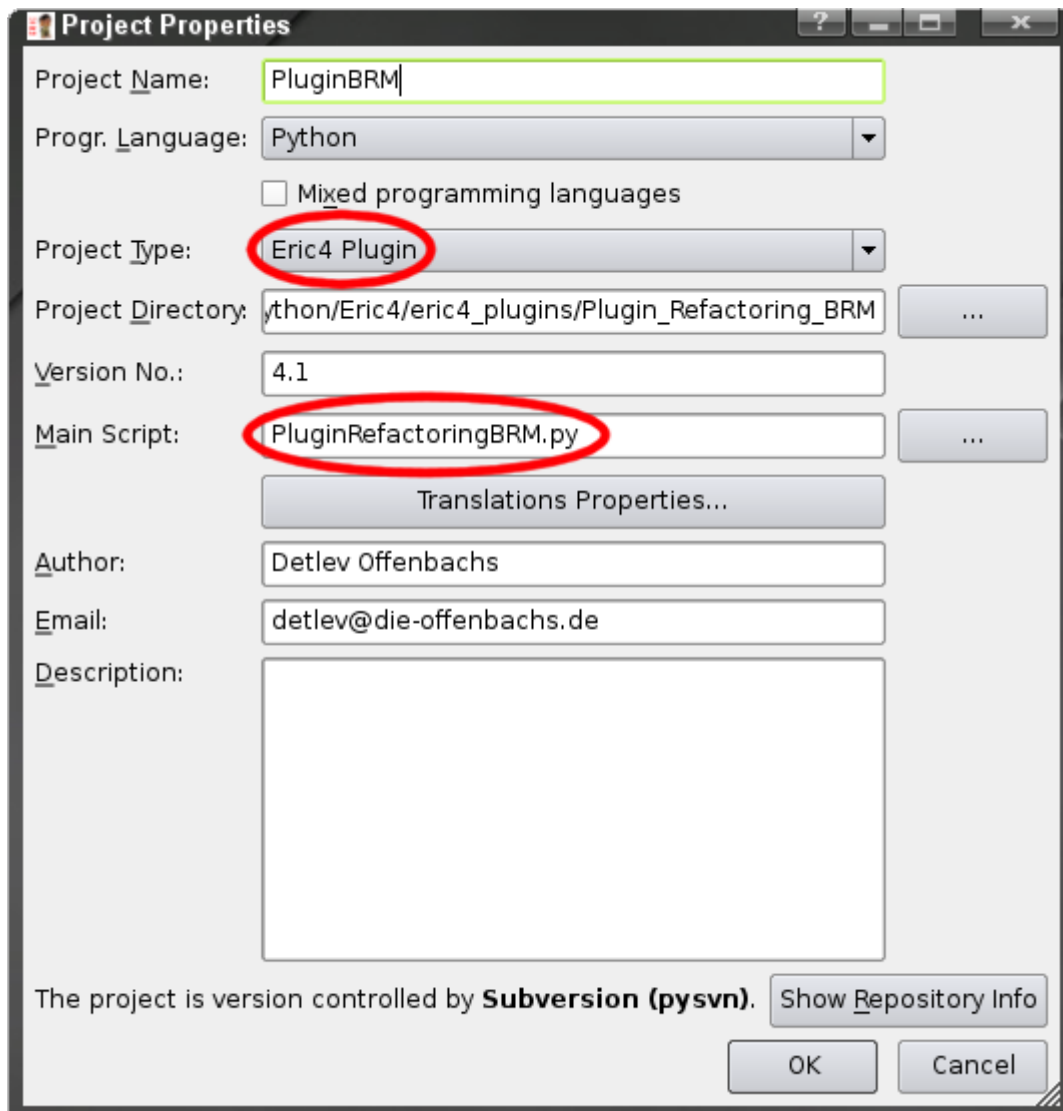 Project Properties
Project Name: PluginBRM
Progr. Language: Python
Mixed programming languages
Project Type: Eric4 Plugin
Project Directory: ython/Eric4/eric4_plugins/Plugin_Refactoring_BRM ...
Version No.: 4.1
Main Script: PluginRefactoringBRM.py ...
Translations Properties...
Author: Detlev Offenbachs
Email: detlev@die-offenbachs.de
Description:
The project is version controlled by Subversion (pysvn). Show Repository Info
OK Cancel